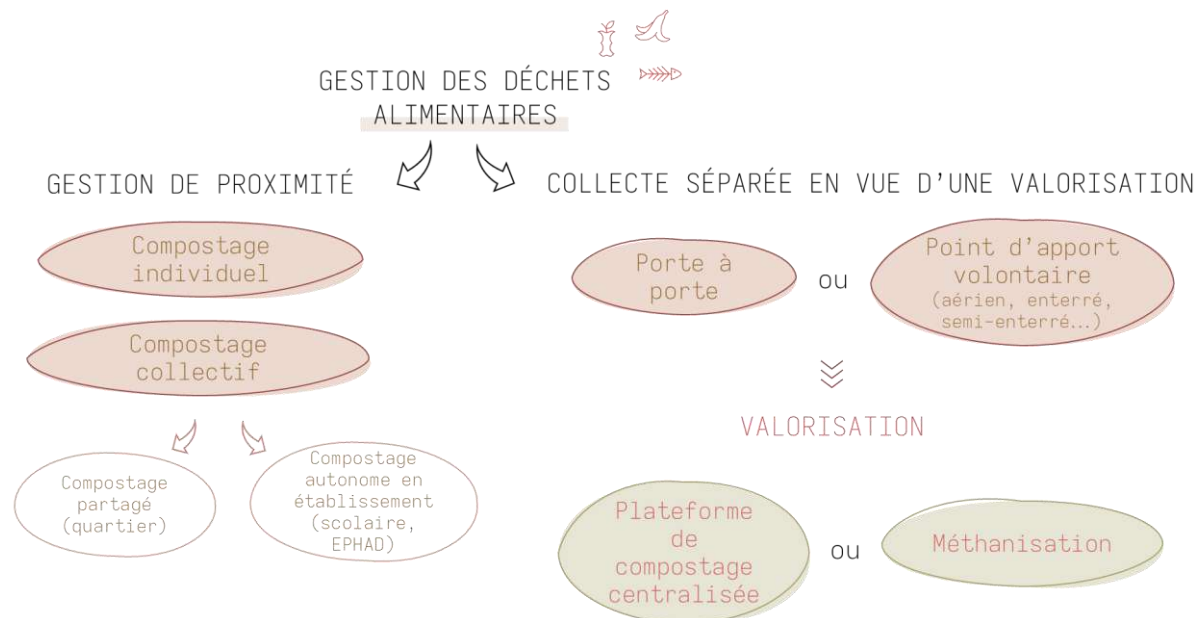 GESTION DES DÉCHETS
ALIMENTAIRES
GESTION DE PROXIMITÉ
Compostage
individuel
Compostage
collectif
Compostage
partagé
(quartier)
Compostage
autonome en
établissement
(scolaire,
EPHAD)
COLLECTE SÉPARÉE EN VUE D'UNE VALORISATION
Porte à
porte
ou
Point d'apport
volontaire
(aérien, enterré,
semi-enterré...)
VALORISATION
Plateforme
de
compostage
centralisée
ou
Méthanisation